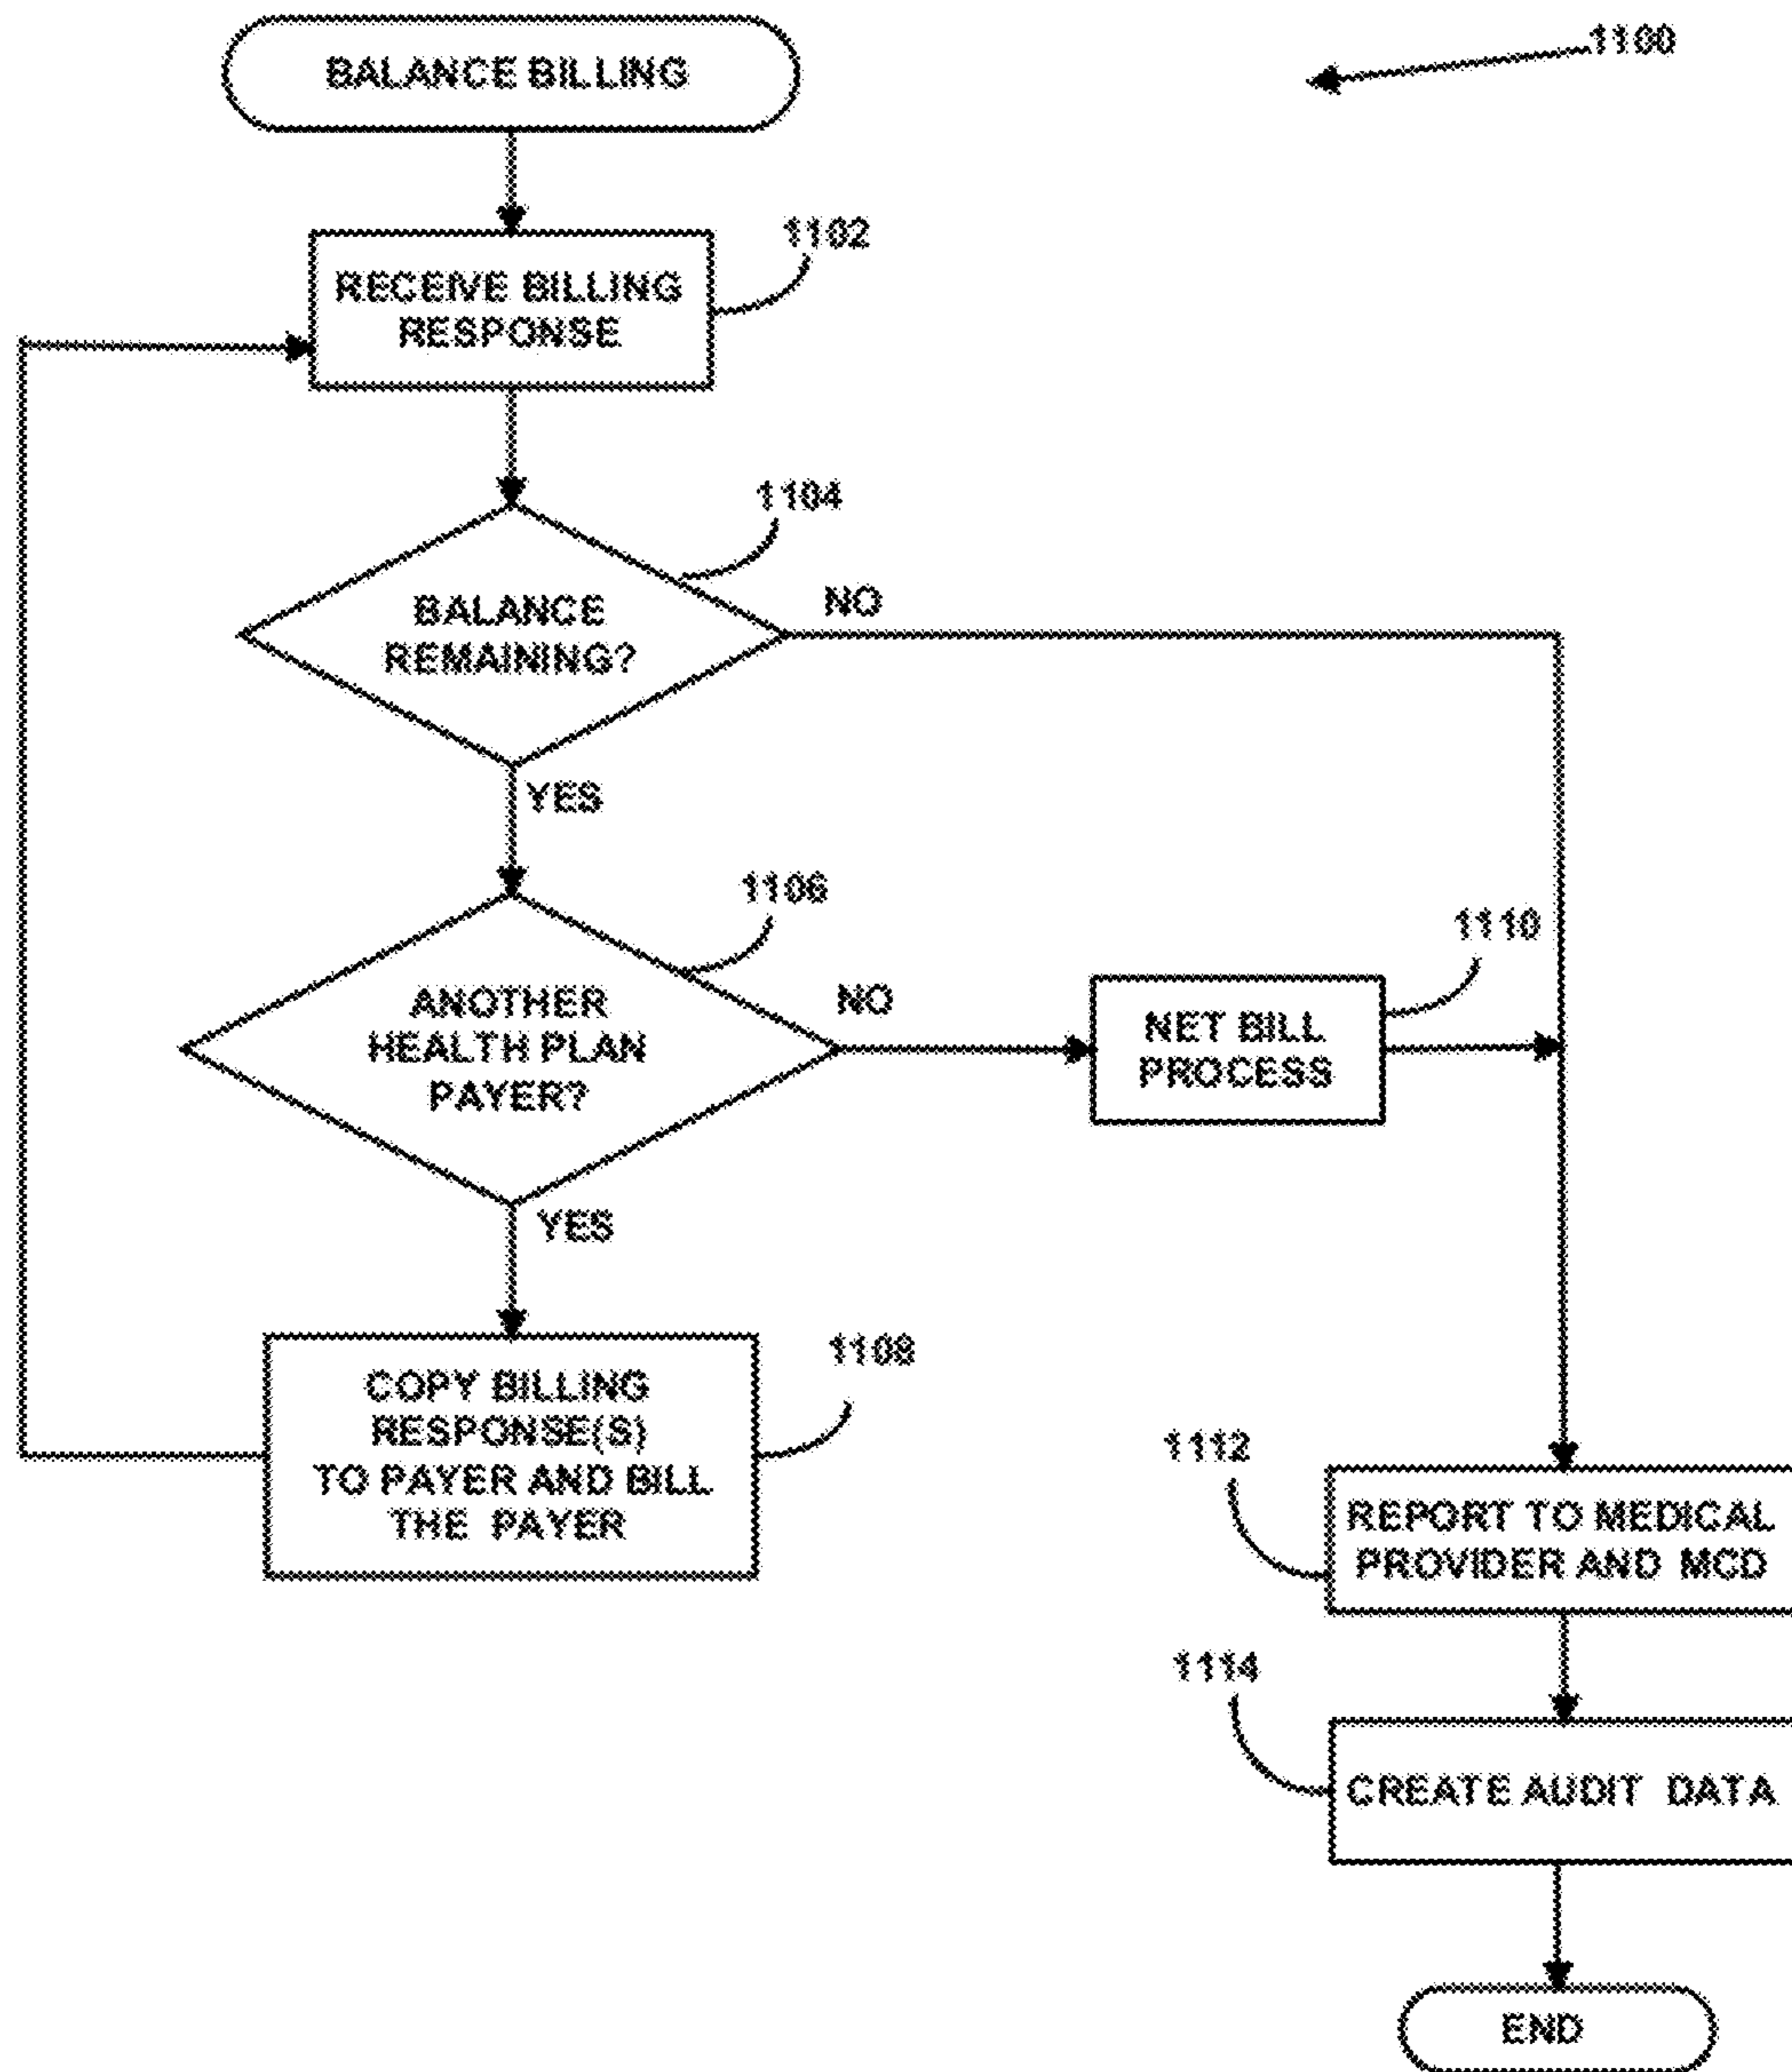 BALANCE BILLING
1100
1102
RECEIVE BILLING
RESPONSE
1104
BALANCE
REMAINING?
NO
YES
1106
ANOTHER
HEALTH PLAN
PAYER?
NO
1110
NET BILL
PROCESS
YES
1108
COPY BILLING
RESPONSE(S)
TO PAYER AND BILL
THE PAYER
1112
REPORT TO MEDICAL
PROVIDER AND MCD
1114
CREATE AUDIT DATA
END